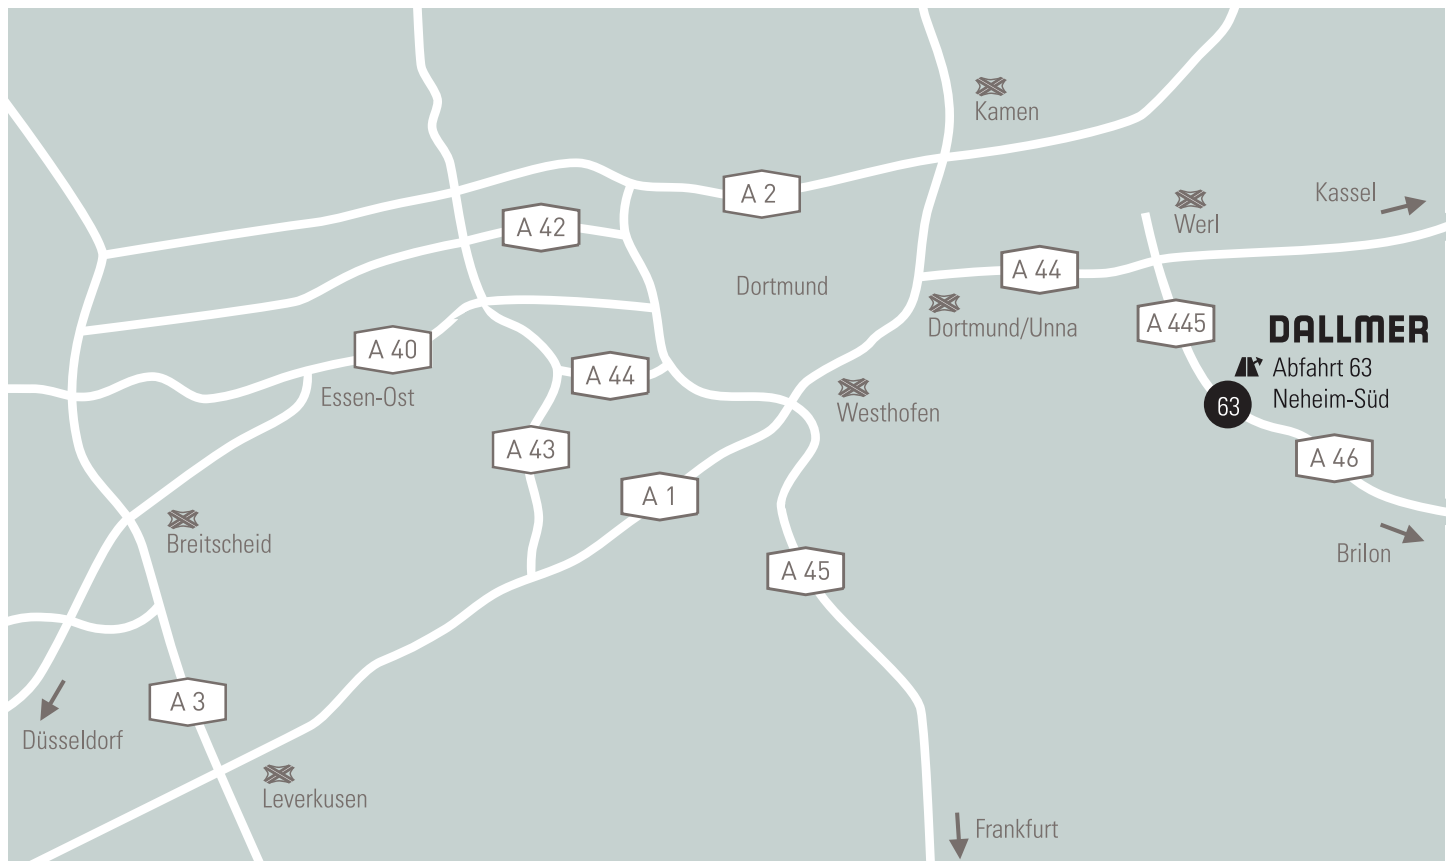 Kamen
Kassel
A 2
Werl
A 42
A 44
Dortmund
Dortmund/Unna
A 445
DALLMER
Abfahrt 63
Neheim-Süd
63
A 40
A 44
Essen-Ost
Westhofen
A 43
A 46
A 1
Breitscheid
Brilon
A 45
A 3
Düsseldorf
Leverkusen
Frankfurt